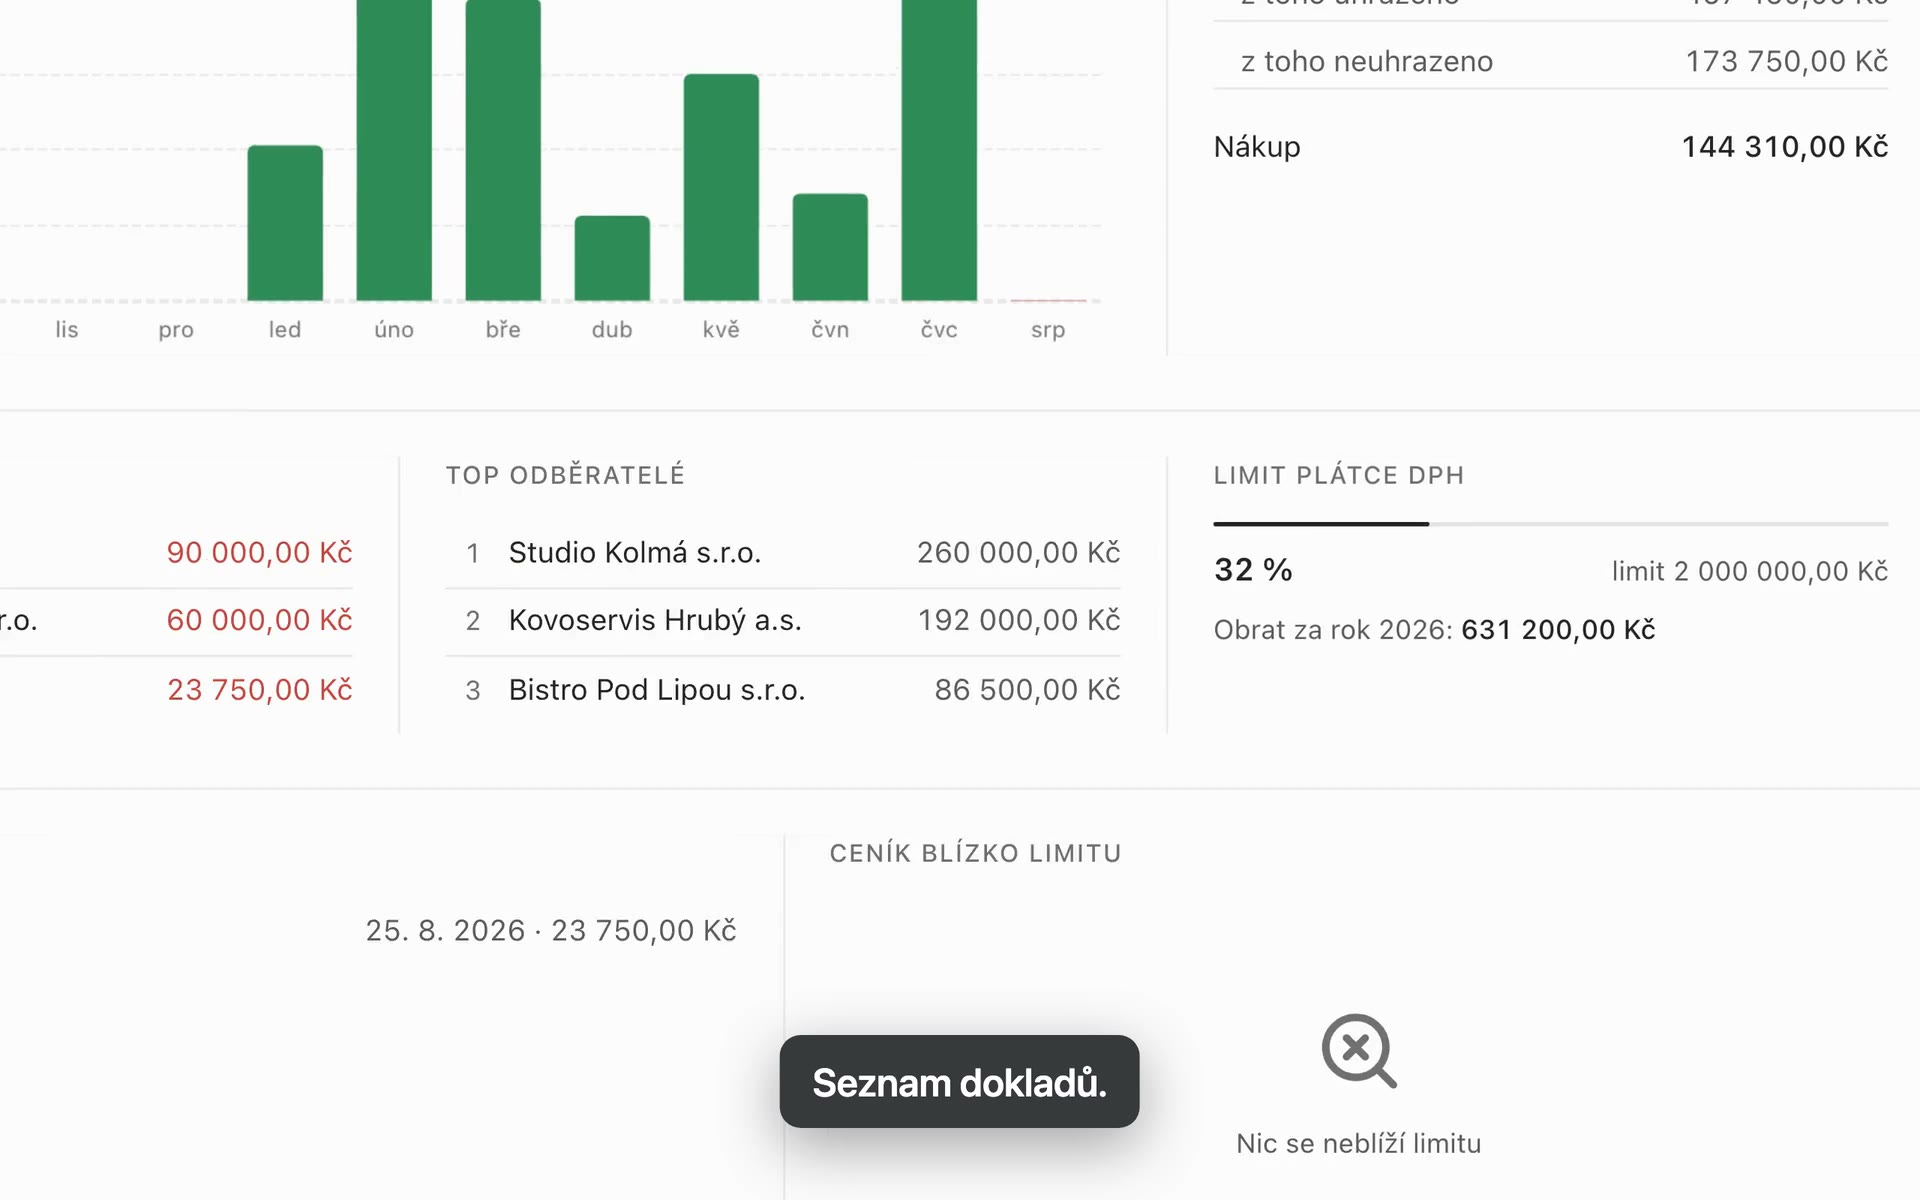 z toho neuhrazeno 173 750,00 Kč
Nákup 144 310,00 Kč
lis pro led úno bře dub kvě čvn čvc srp
90 000,00 Kč
r.o. 60 000,00 Kč
23 750,00 Kč
TOP ODBĚRATELÉ
1 Studio Kolmá s.r.o. 260 000,00 Kč
2 Kovoservis Hrubý a.s. 192 000,00 Kč
3 Bistro Pod Lipou s.r.o. 86 500,00 Kč
LIMIT PLÁTCE DPH
32 % limit 2 000 000,00 Kč
Obrat za rok 2026: 631 200,00 Kč
25. 8. 2026 · 23 750,00 Kč
CENÍK BLÍZKO LIMITU
Nic se neblíží limitu
Seznam dokladů.